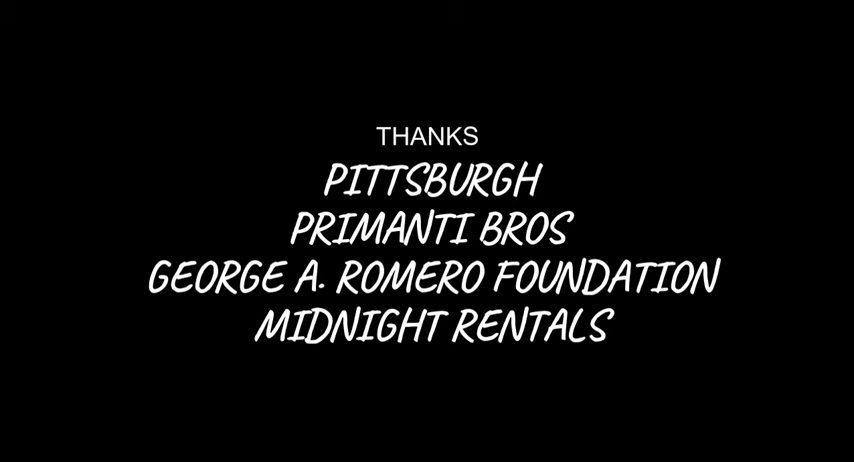 THANKS
PITTSBURGH
PRIMANTI BROS
GEORGE A. ROMERO FOUNDATION
MIDNIGHT RENTALS